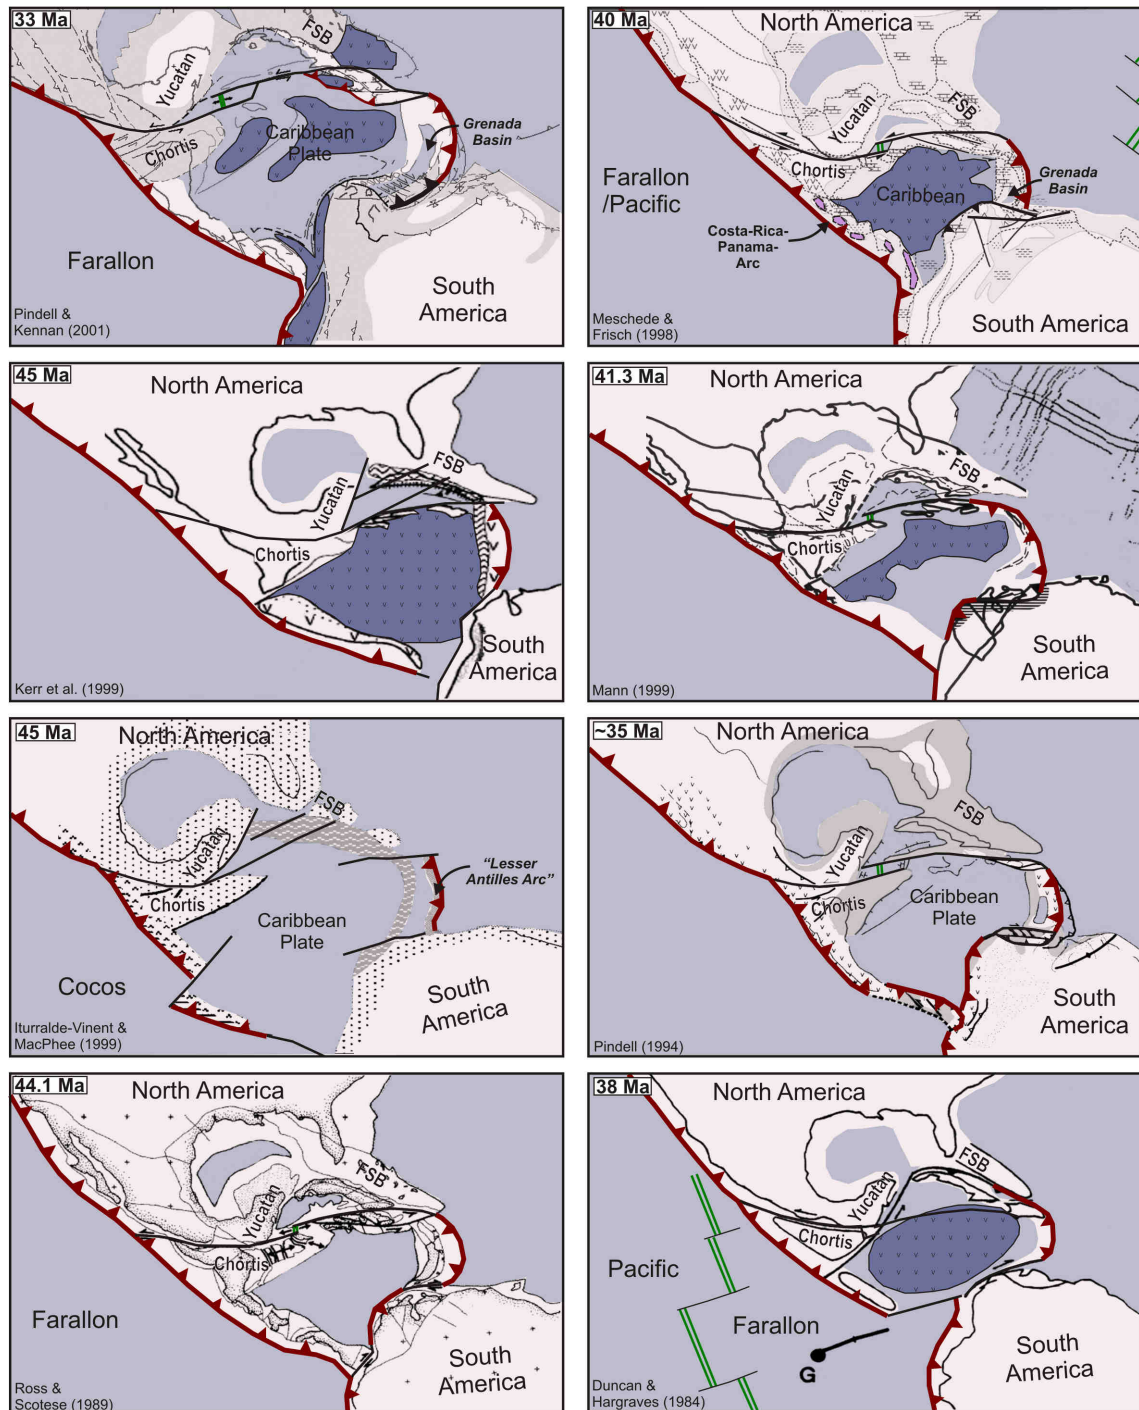 33 Ma
FSB
Yucatan
Caribbean
Plate
Grenada
Basin
Chortis
Farallon
South
America
Pindell &
Kennan (2001)
40 Ma
North America
Yucatan
FSB
Chortis
Farallon
/Pacific
Caribbean
Grenada
Basin
Costa-Rica-
Panama-
Arc
Meschede &
Frisch (1998)
South America
45 Ma
North America
FSB
Yucatan
Chortis
South
America
Kerr et al. (1999)
41.3 Ma
North America
FSB
Yucatan
Chortis
South
America
Mann (1999)
45 Ma
North America
FSB
Yucatan
"Lesser
Antilles Arc"
Chortis
Caribbean
Plate
Cocos
South
America
Iturralde-Vinent &
MacPhee (1999)
~35 Ma
North America
FSB
Yucatan
Chortis
Caribbean
Plate
South
America
Pindell (1994)
44.1 Ma
North America
FSB
Yucatan
Chortis
Farallon
South
America
Ross &
Scotese (1989)
38 Ma
North America
FSB
Yucatan
Chortis
Pacific
Farallon
G
South
America
Duncan &
Hargraves (1984)